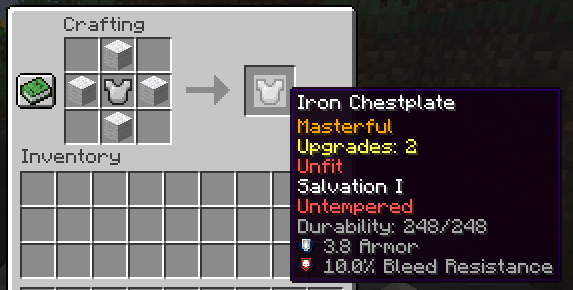 Crafting
Iron Chestplate
Masterful
Upgrades: 2
Unfit
Salvation I
Untempered
Durability: 248/248
3.8 Armor
10.0% Bleed Resistance
Inventory